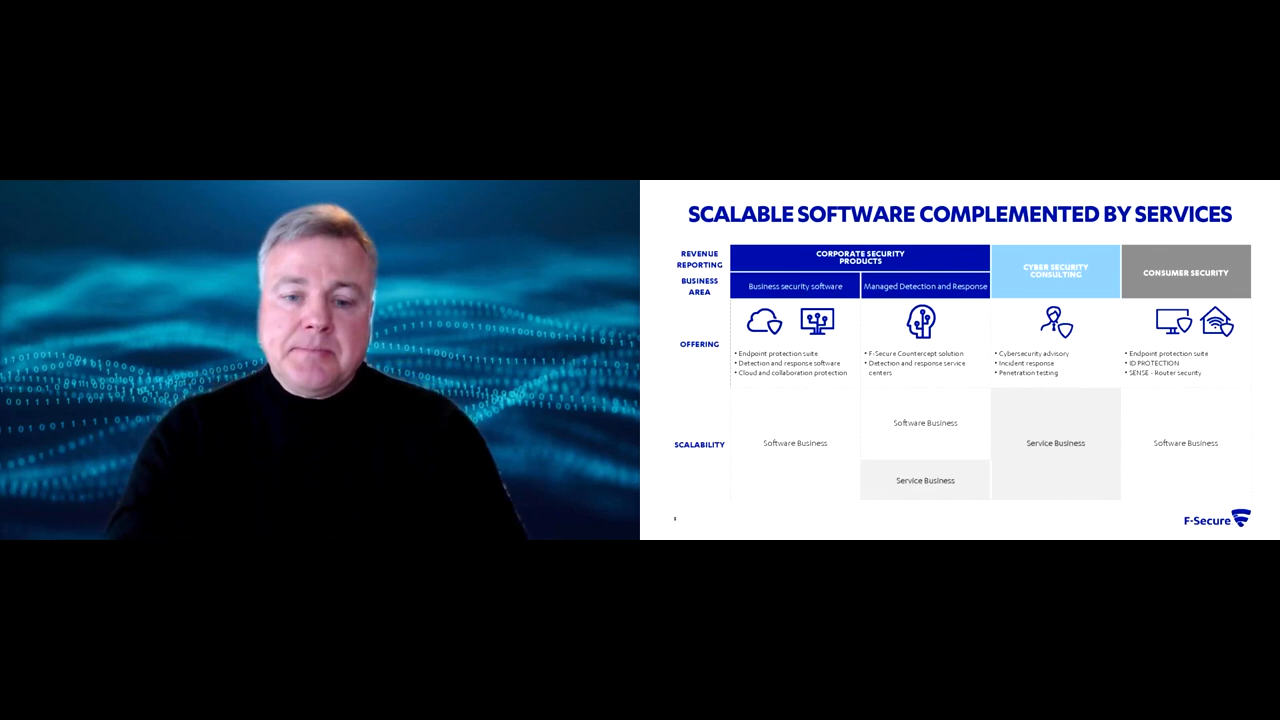 SCALABLE SOFTWARE COMPLEMENTED BY SERVICES
REVENUE
REPORTING
CORPORATE SECURITY
PRODUCTS
CYBER SECURITY
CONSULTING
CONSUMER SECURITY
BUSINESS
AREA
Business security software
Managed Detection and Response
OFFERING
• Endpoint protection suite
• Detection and response software
• Cloud and collaboration protection
• F-Secure Countercept solution
• Detection and response service
centers
• Cybersecurity advisory
• Incident response
• Penetration testing
• Endpoint protection suite
• ID PROTECTION
• SENSE - Router security
SCALABILITY
Software Business
Software Business
Service Business
Service Business
Software Business
F-Secure